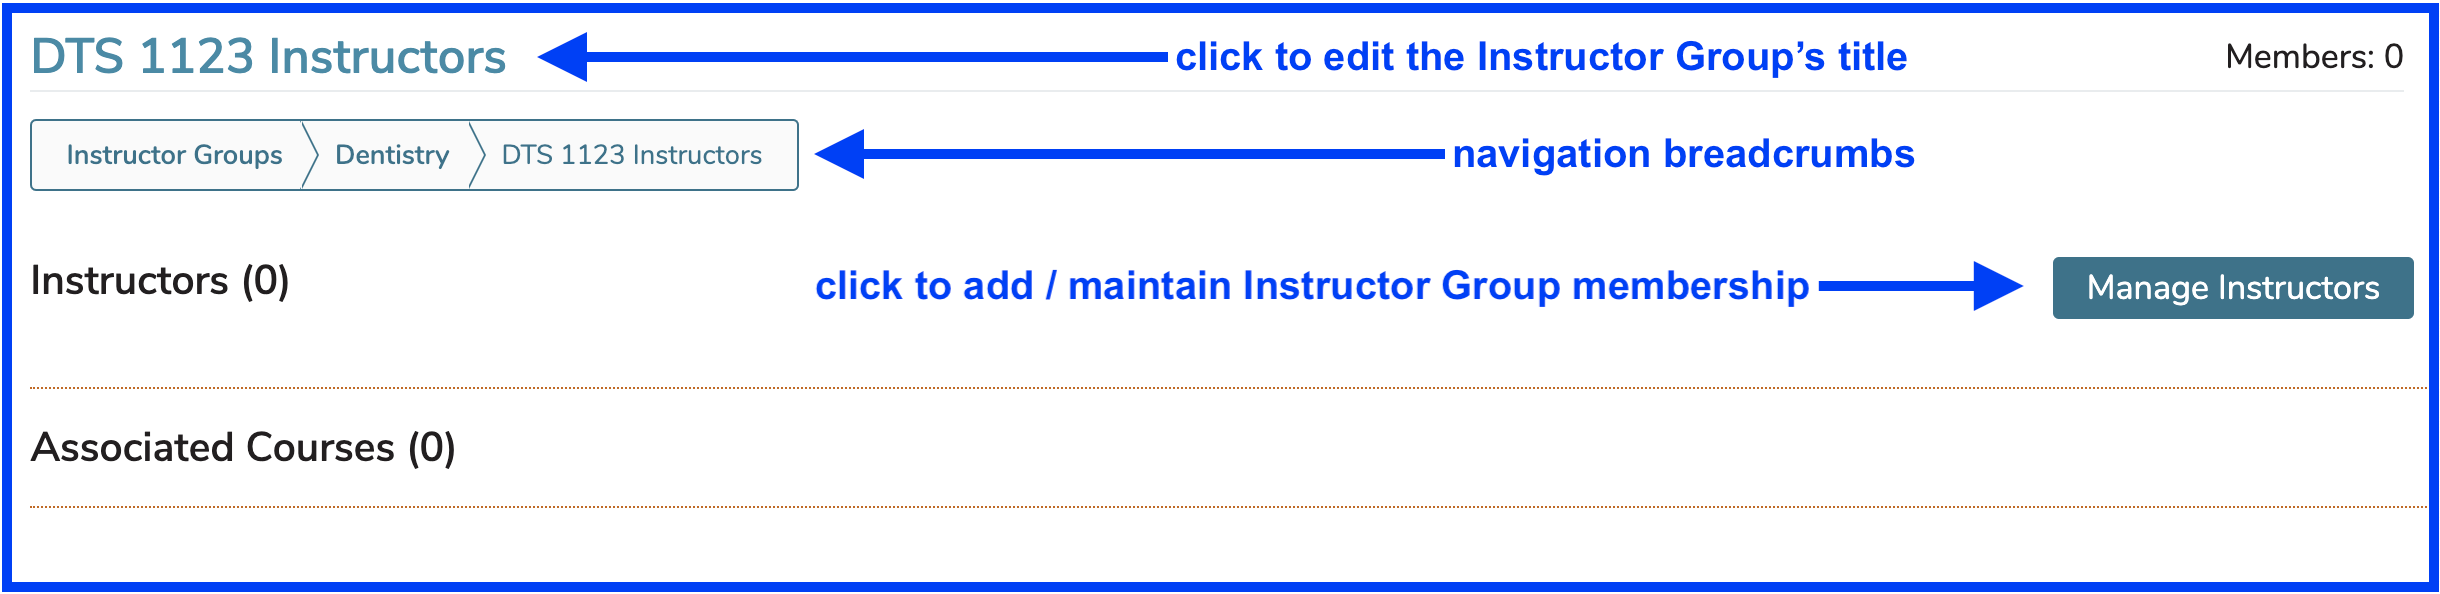 DTS 1123 Instructors click to edit the Instructor Group’s title Members: 0
Instructor Groups Dentistry DTS 1123 Instructors navigation breadcrumbs
Instructors (0) click to add / maintain Instructor Group membership Manage Instructors
Associated Courses (0)